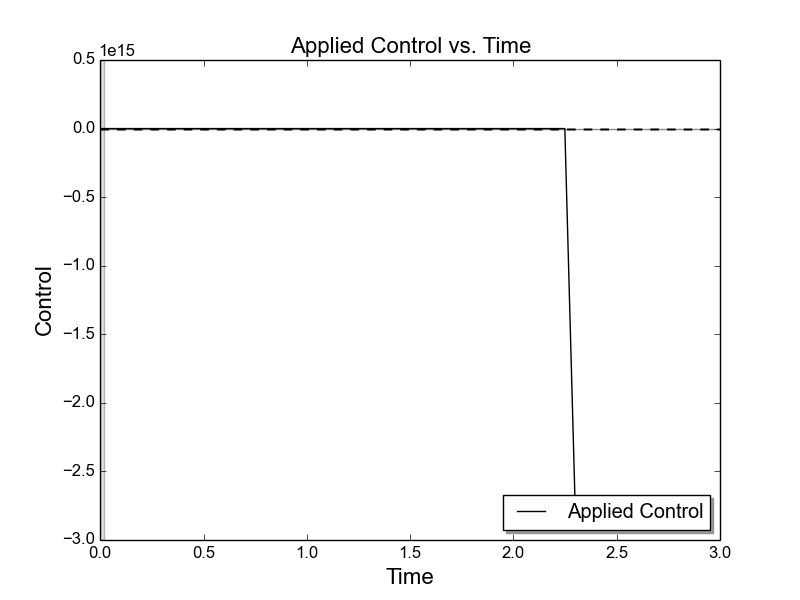 Applied Control vs. Time
1e15
0.5
0.0
−0.5
−1.0
−1.5
−2.0
−2.5
−3.0
Control
Applied Control
0.0 0.5 1.0 1.5 2.0 2.5 3.0
Time